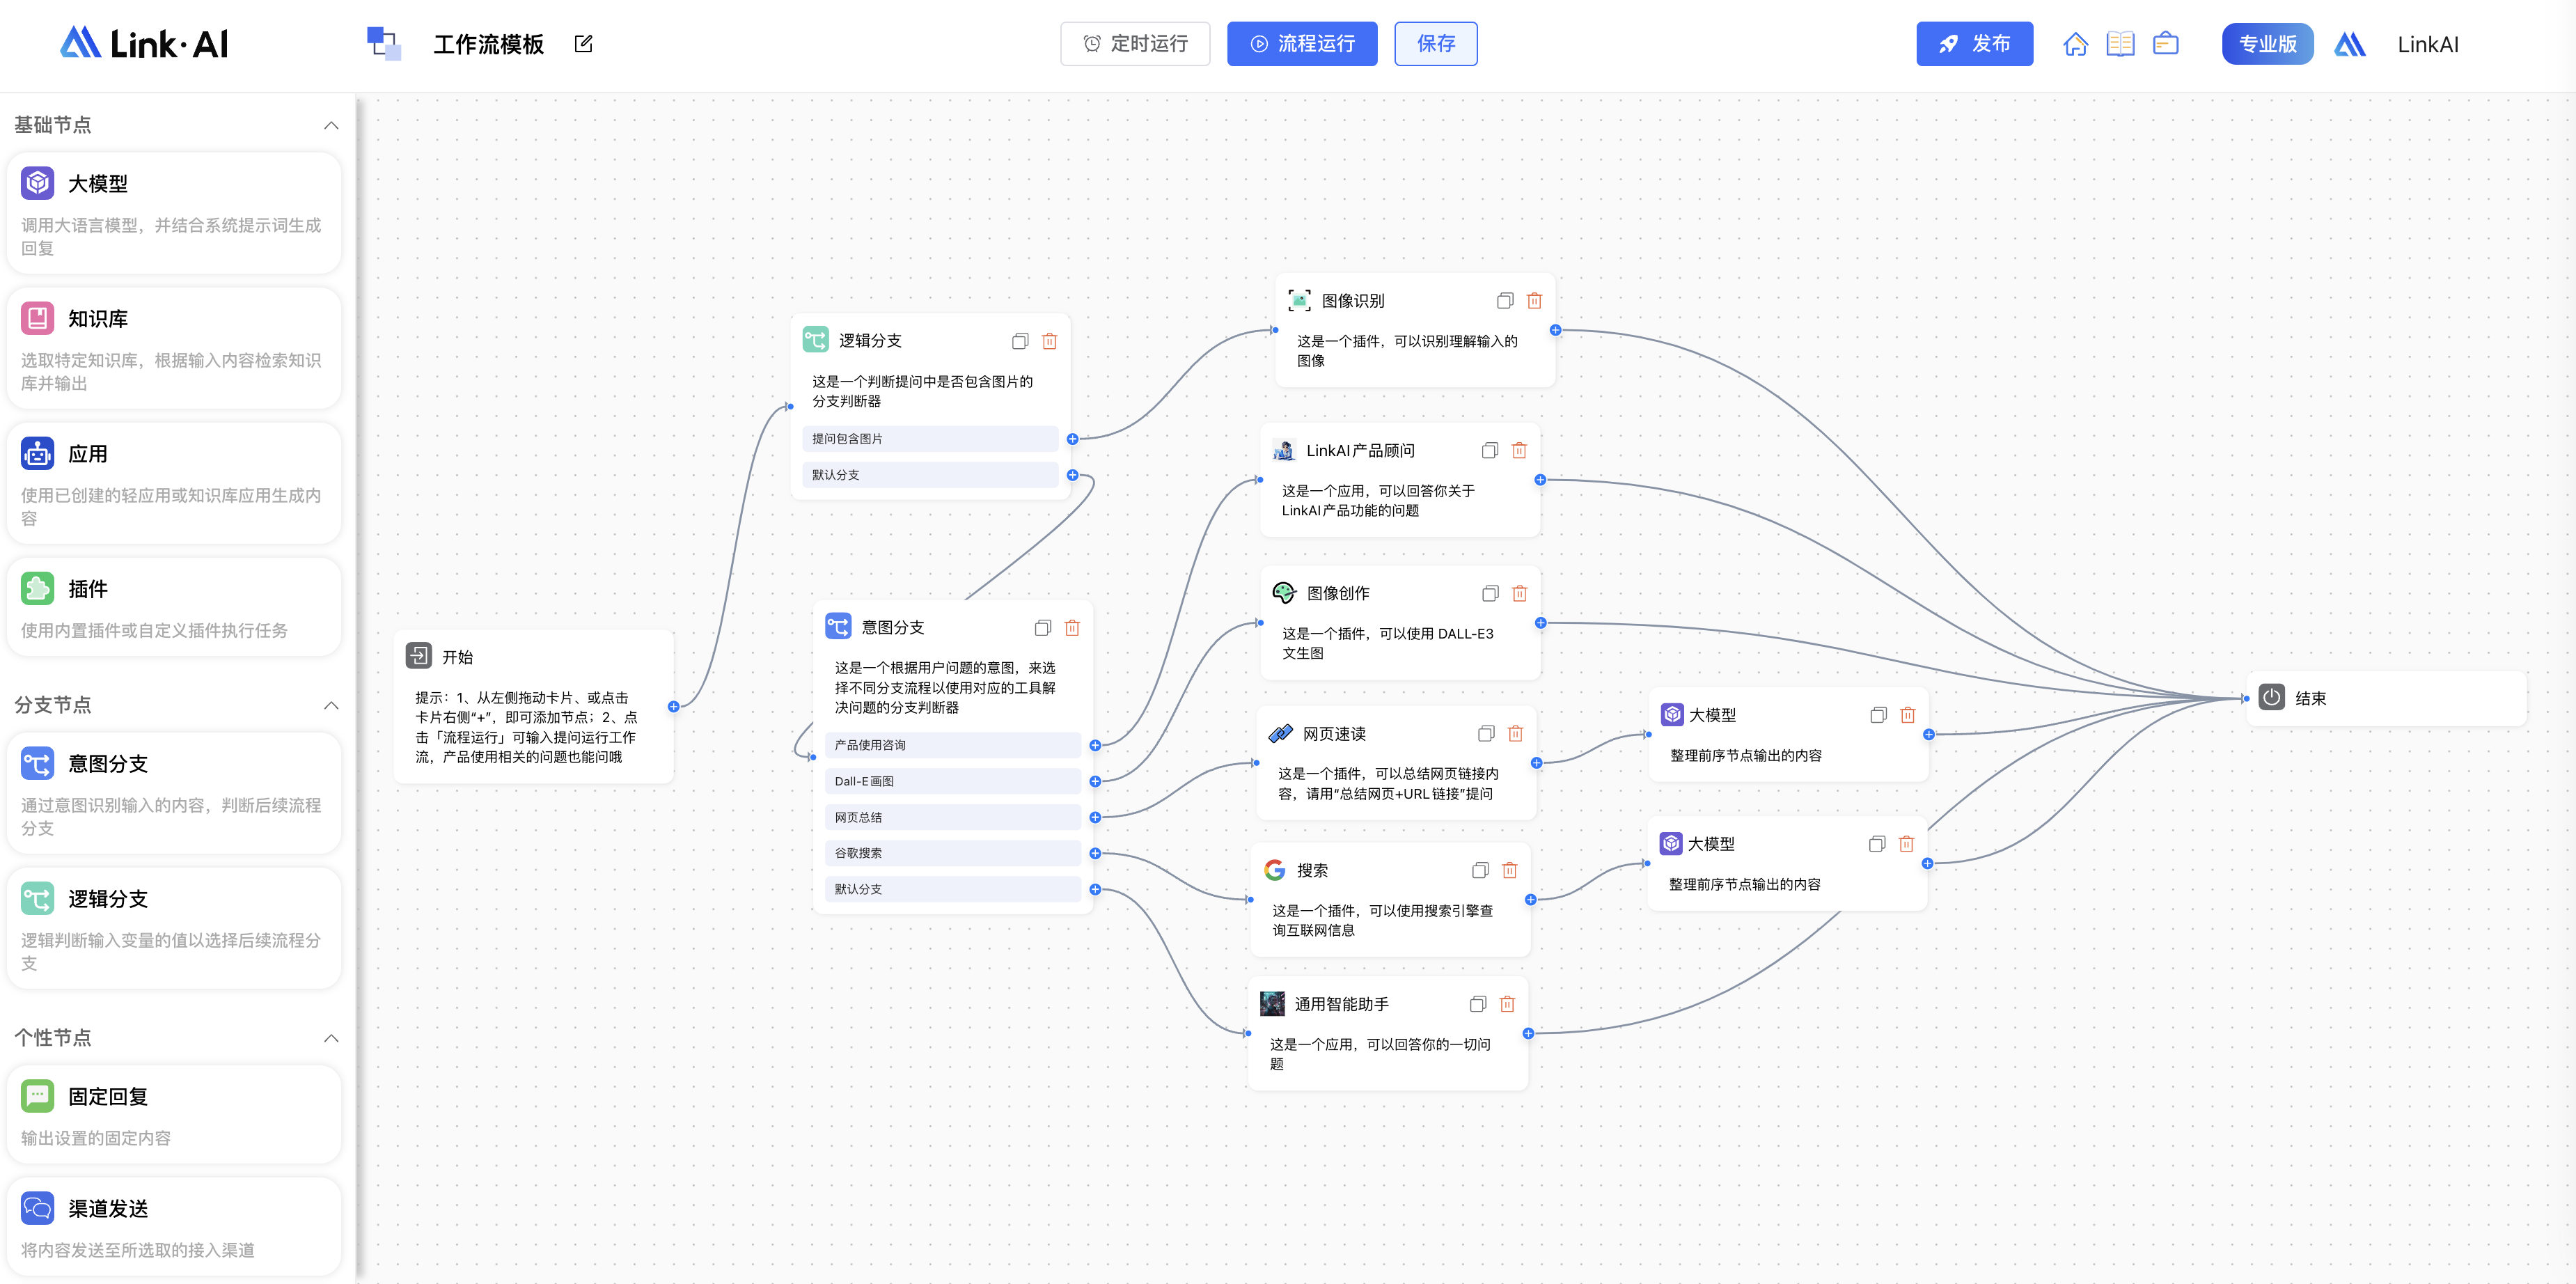 Link·AI
工作流模板
定时运行
流程运行
保存
发布
专业版
LinkAI
基础节点
大模型
调用大语言模型，并结合系统提示词生成
回复
知识库
选取特定知识库，根据输入内容检索知识
库并输出
应用
使用已创建的轻应用或知识库应用生成内
容
插件
使用内置插件或自定义插件执行任务
分支节点
意图分支
通过意图识别输入的内容，判断后续流程
分支
逻辑分支
逻辑判断输入变量的值以选择后续流程分
支
个性节点
固定回复
输出设置的固定内容
渠道发送
将内容发送至所选取的接入渠道
开始
提示：1、从左侧拖动卡片、或点击
卡片右侧“+”，即可添加节点；2、点
击「流程运行」可输入提问运行工作
流，产品使用相关的问题也能问哦
逻辑分支
这是一个判断提问中是否包含图片的
分支判断器
提问包含图片
默认分支
意图分支
这是一个根据用户问题的意图，来选
择不同分支流程以使用对应的工具解
决问题的分支判断器
产品使用咨询
Dall-E画图
网页总结
谷歌搜索
默认分支
图像识别
这是一个插件，可以识别理解输入的
图像
LinkAI产品顾问
这是一个应用，可以回答你关于
LinkAI产品功能的问题
图像创作
这是一个插件，可以使用 DALL-E3
文生图
网页速读
这是一个插件，可以总结网页链接内
容，请用“总结网页+URL链接”提问
搜索
这是一个插件，可以使用搜索引擎查
询互联网信息
通用智能助手
这是一个应用，可以回答你的一切问
题
大模型
整理前序节点输出的内容
大模型
整理前序节点输出的内容
结束